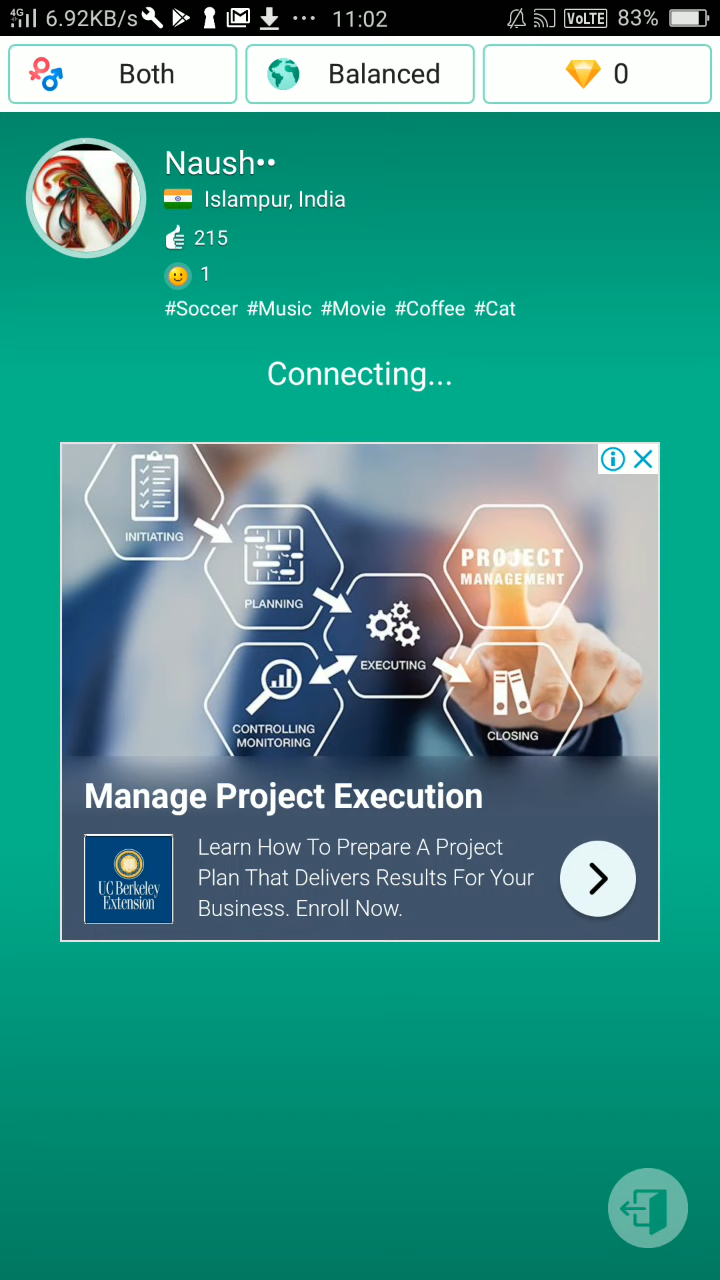 4G 6.92KB/s 11:02 VoLTE 83%
Both Balanced 0
Naush••
Islampur, India
215
1
#Soccer #Music #Movie #Coffee #Cat
Connecting...
INITIATING
PLANNING
PROJECT
MANAGEMENT
EXECUTING
CONTROLLING
MONITORING
CLOSING
Manage Project Execution
UC Berkeley
Extension
Learn How To Prepare A Project
Plan That Delivers Results For Your
Business. Enroll Now.